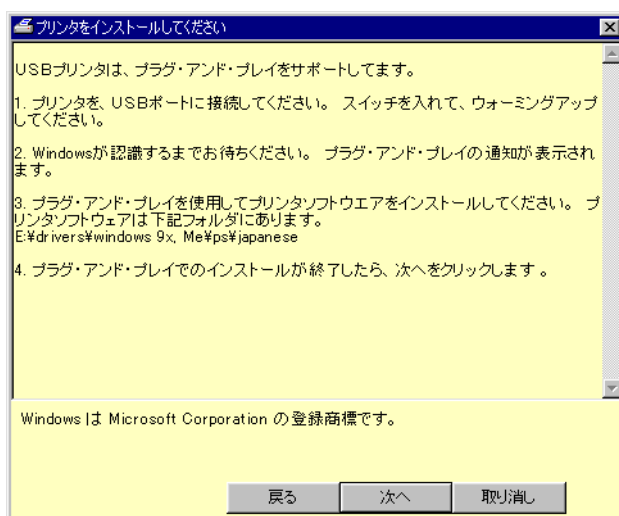 プリンタをインストールしてください
USBプリンタは、プラグ・アンド・プレイをサポートしてます。
1. プリンタを、USBポートに接続してください。 スイッチを入れて、ウォーミングアップ
してください。
2. Windowsが認識するまでお待ちください。 プラグ・アンド・プレイの通知が表示され
ます。
3. プラグ・アンド・プレイを使用してプリンタソフトウエアをインストールしてください。 プ
リンタソフトウェアは下記フォルダにあります。
E:¥drivers¥windows 9x, Me¥ps¥japanese
4. プラグ・アンド・プレイでのインストールが終了したら、次へをクリックします。
Windows は Microsoft Corporation の登録商標です。
戻る
次へ
取り消し